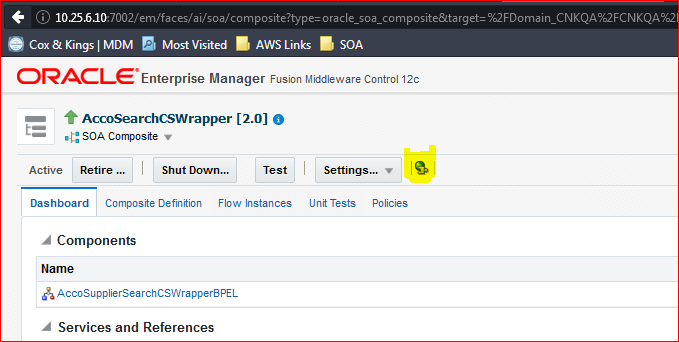 10.25.6.10:7002/em/faces/ai/soa/composite?type=oracle_soa_composite&target=%2FDomain_CNKQA%2FCNKQA%2
Cox & Kings | MDM Most Visited AWS Links SOA
ORACLE Enterprise Manager Fusion Middleware Control 12c
AccoSearchCSWrapper [2.0]
SOA Composite
Active Retire ... Shut Down... Test Settings...
Dashboard Composite Definition Flow Instances Unit Tests Policies
Components
Name
AccoSupplierSearchCSWrapperBPEL
Services and References